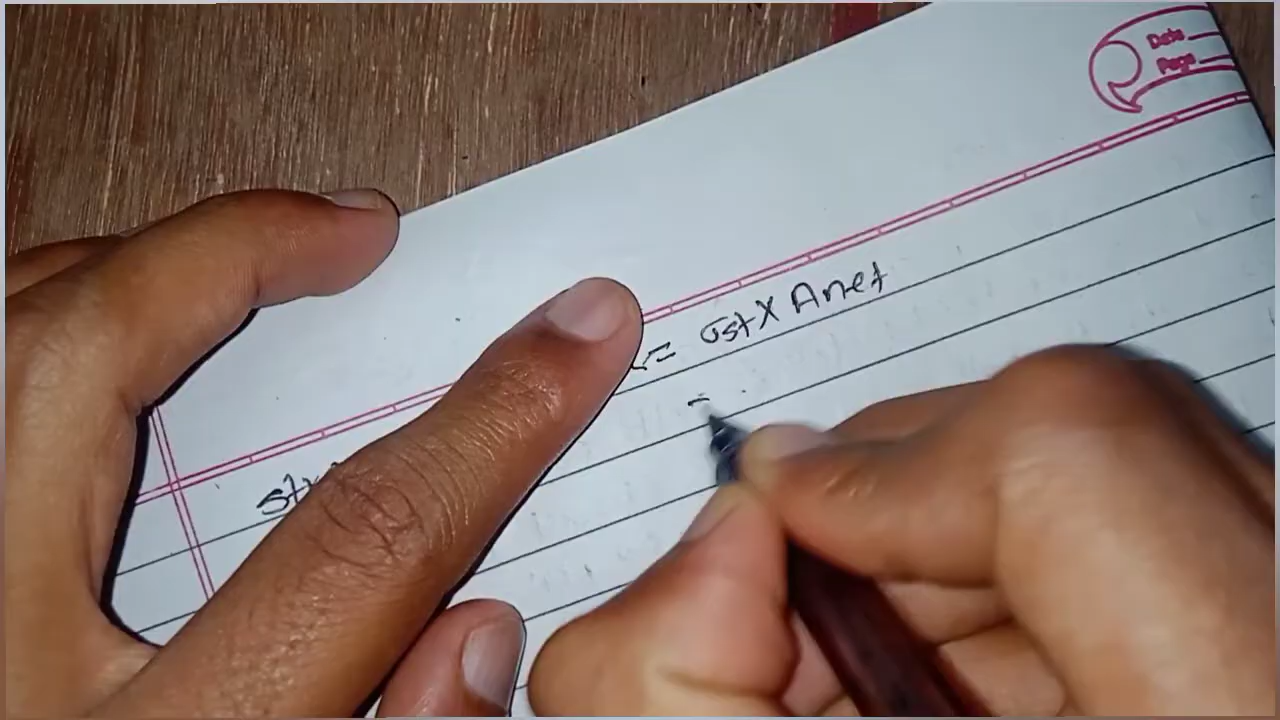 Date
Page
= σst X Anet
=